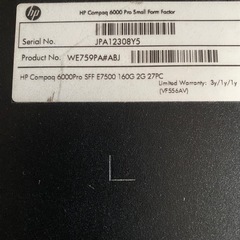 hp
HP Compaq 6000 Pro Small Form Factor
Serial No. JPA12308Y5
Product No. WE759PA#ABJ
HP Compaq 6000Pro SFF E7500 160G 2G 27PC
Limited Warranty: 3y/1y/1y
(VF556AV)